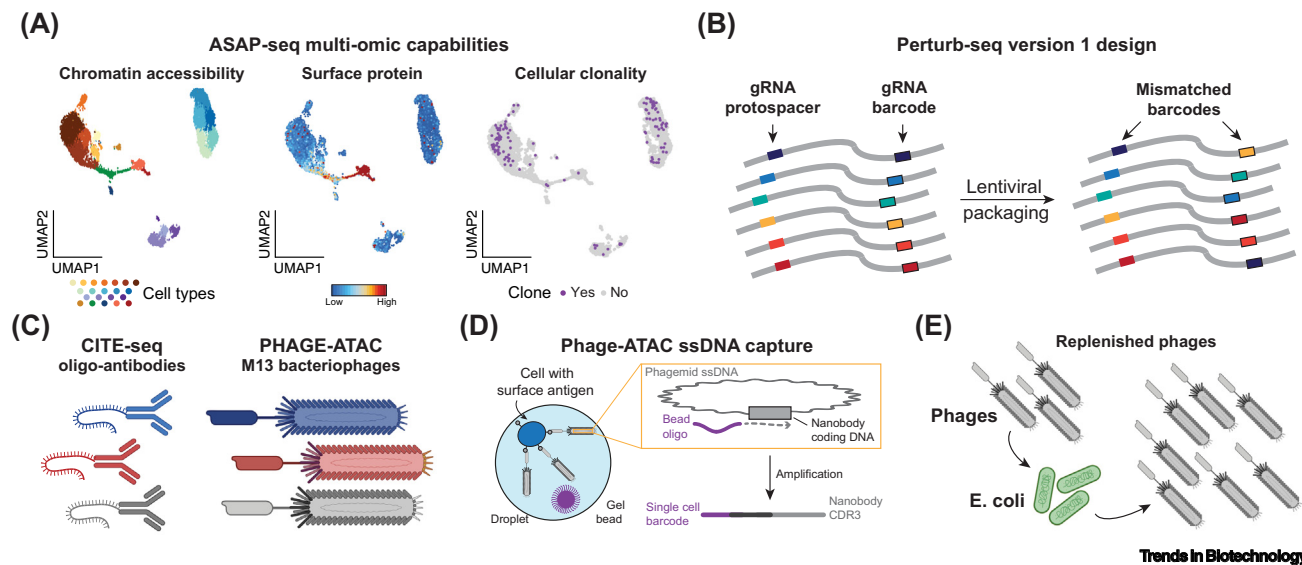 (A)
ASAP-seq multi-omic capabilities
Chromatin accessibility
Surface protein
Cellular clonality
UMAP2
UMAP1
UMAP2
UMAP1
UMAP2
UMAP1
Cell types
Low
High
Clone
Yes
No
(B)
Perturb-seq version 1 design
gRNA
protospacer
gRNA
barcode
Mismatched
barcodes
Lentiviral
packaging
(C)
CITE-seq
oligo-antibodies
PHAGE-ATAC
M13 bacteriophages
(D)
Phage-ATAC ssDNA capture
Cell with
surface antigen
Droplet
Gel
bead
Phagemid ssDNA
Bead
oligo
Nanobody
coding DNA
Amplification
Single cell
barcode
Nanobody
CDR3
(E)
Replenished phages
Phages
E. coli
Trends in Biotechnology